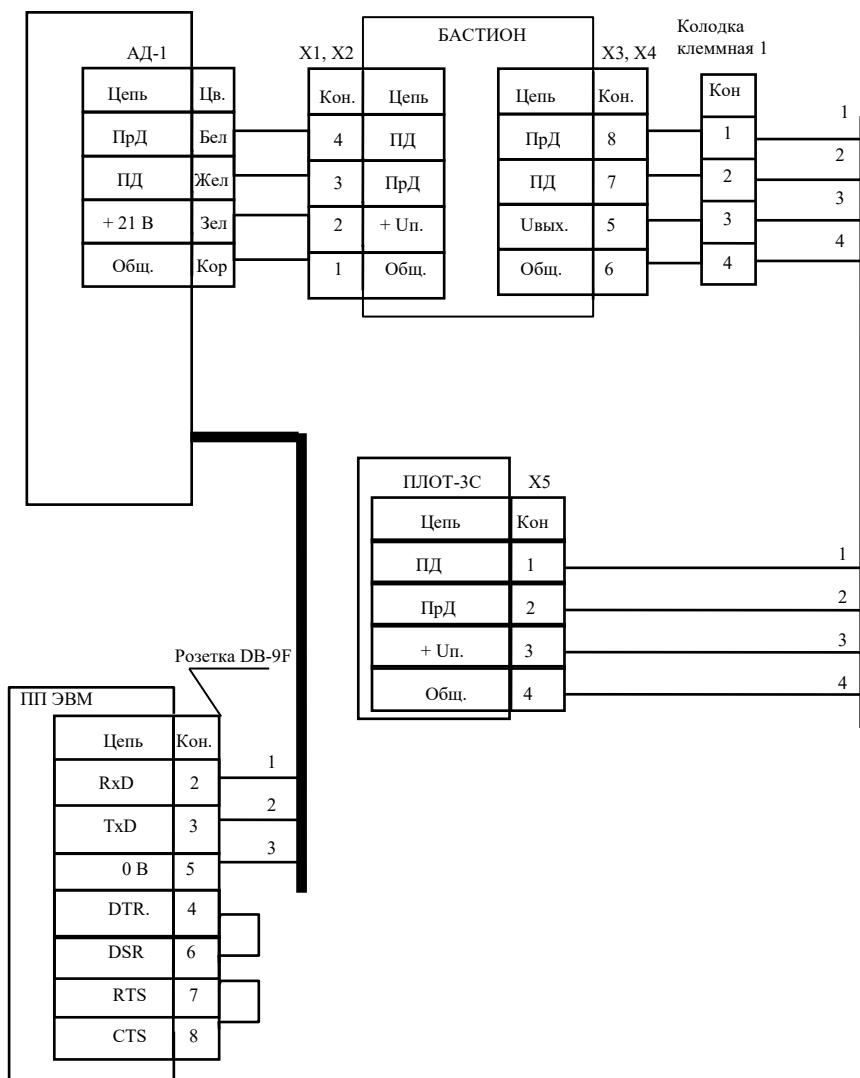 БАСТИОН
Колодка
клеммная 1
АД-1
X1, X2
X3, X4
Цепь Цв.
Кон. Цепь
Цепь Кон.
Кон
ПрД Бел
4 ПД
ПрД 8
1
1
ПД Жел
3 ПрД
ПД 7
2
2
+ 21 В Зел
2 + Uп.
Uвых. 5
3
3
Общ. Кор
1 Общ.
Общ. 6
4
4
ПЛОТ-3С X5
Цепь Кон
ПД 1
1
ПрД 2
2
+ Uп. 3
3
Общ. 4
4
Розетка DB-9F
ПП ЭВМ
Цепь Кон.
RxD 2
1
TxD 3
2
0 В 5
3
DTR. 4
DSR 6
RTS 7
CTS 8